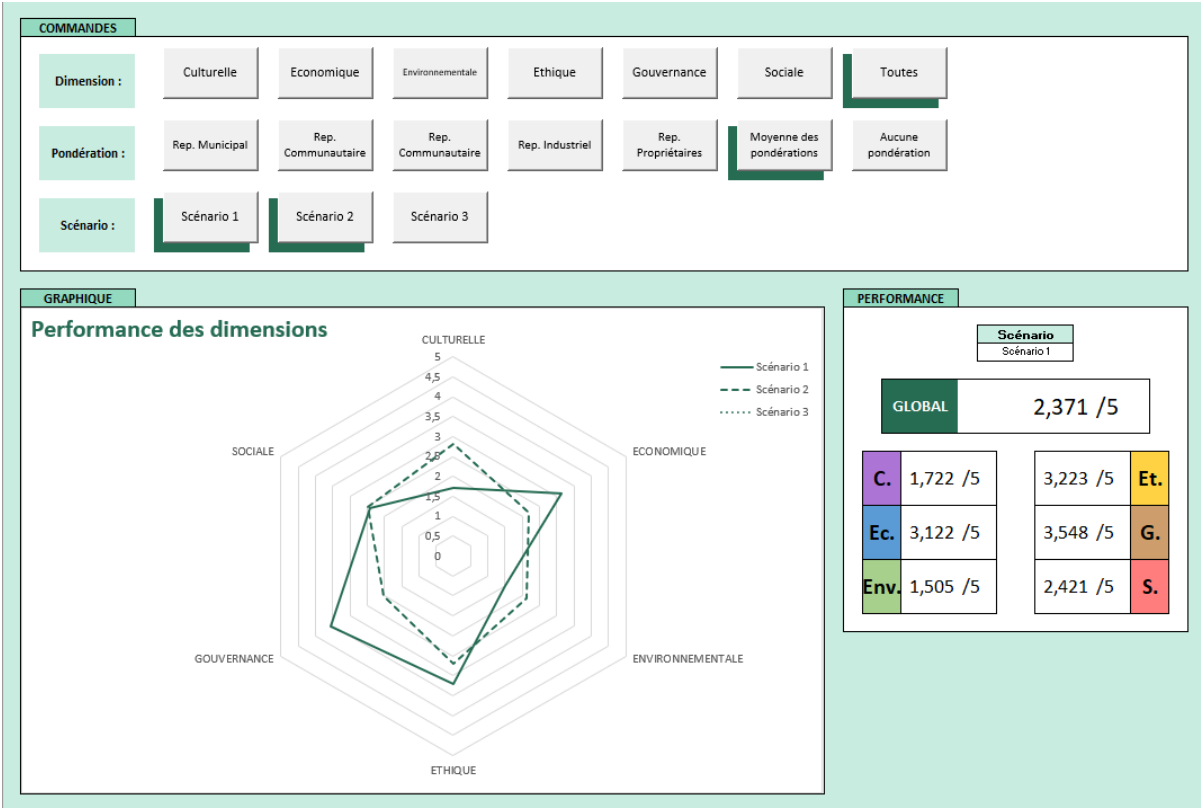 COMMANDES
Dimension :
Culturelle
Economique
Environnementale
Ethique
Gouvernance
Sociale
Toutes
Pondération :
Rep. Municipal
Rep.
Communautaire
Rep.
Communautaire
Rep. Industriel
Rep.
Propriétaires
Moyenne des
pondérations
Aucune
pondération
Scénario :
Scénario 1
Scénario 2
Scénario 3
GRAPHIQUE
Performance des dimensions
CULTURELLE
5
4,5
4
3,5
3
2,5
2
1,5
1
0,5
0
ECONOMIQUE
ENVIRONNEMENTALE
ETHIQUE
GOUVERNANCE
SOCIALE
Scénario 1
Scénario 2
Scénario 3
PERFORMANCE
Scénario
Scénario 1
GLOBAL 2,371 /5
C. 1,722 /5
3,223 /5 Et.
Ec. 3,122 /5
3,548 /5 G.
Env. 1,505 /5
2,421 /5 S.